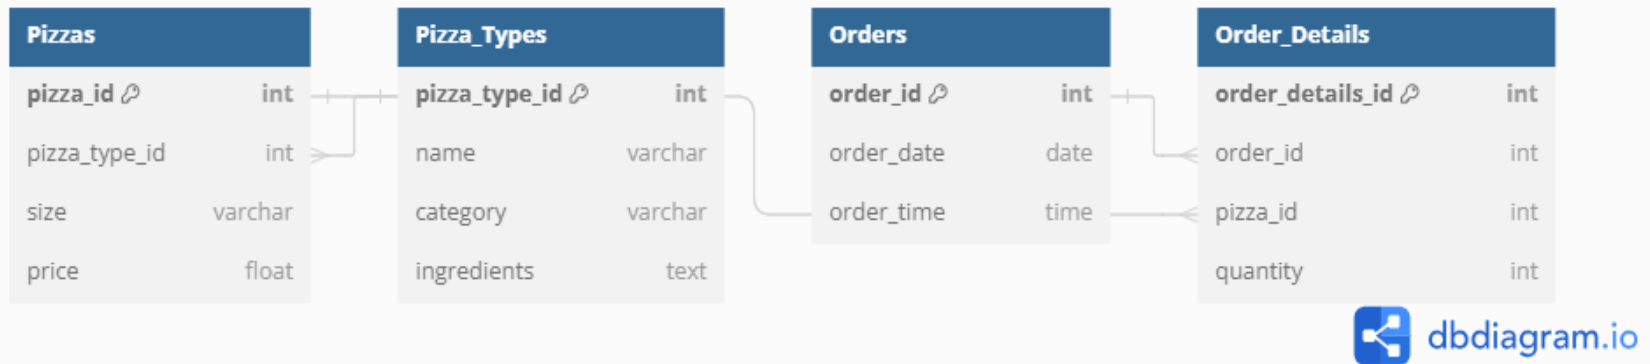 Pizzas
pizza_id int
pizza_type_id int
size varchar
price float
Pizza_Types
pizza_type_id int
name varchar
category varchar
ingredients text
Orders
order_id int
order_date date
order_time time
Order_Details
order_details_id int
order_id int
pizza_id int
quantity int
dbdiagram.io